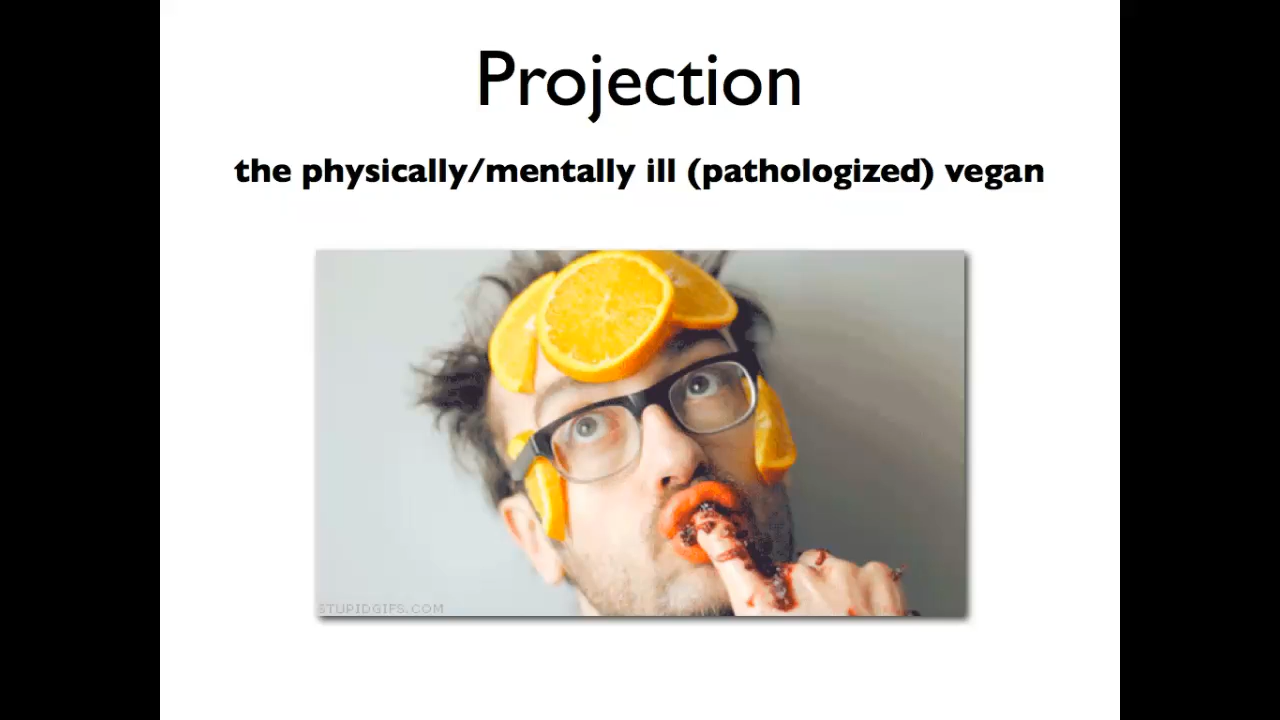 Projection
the physically/mentally ill (pathologized) vegan
STUPIDGIFS.COM